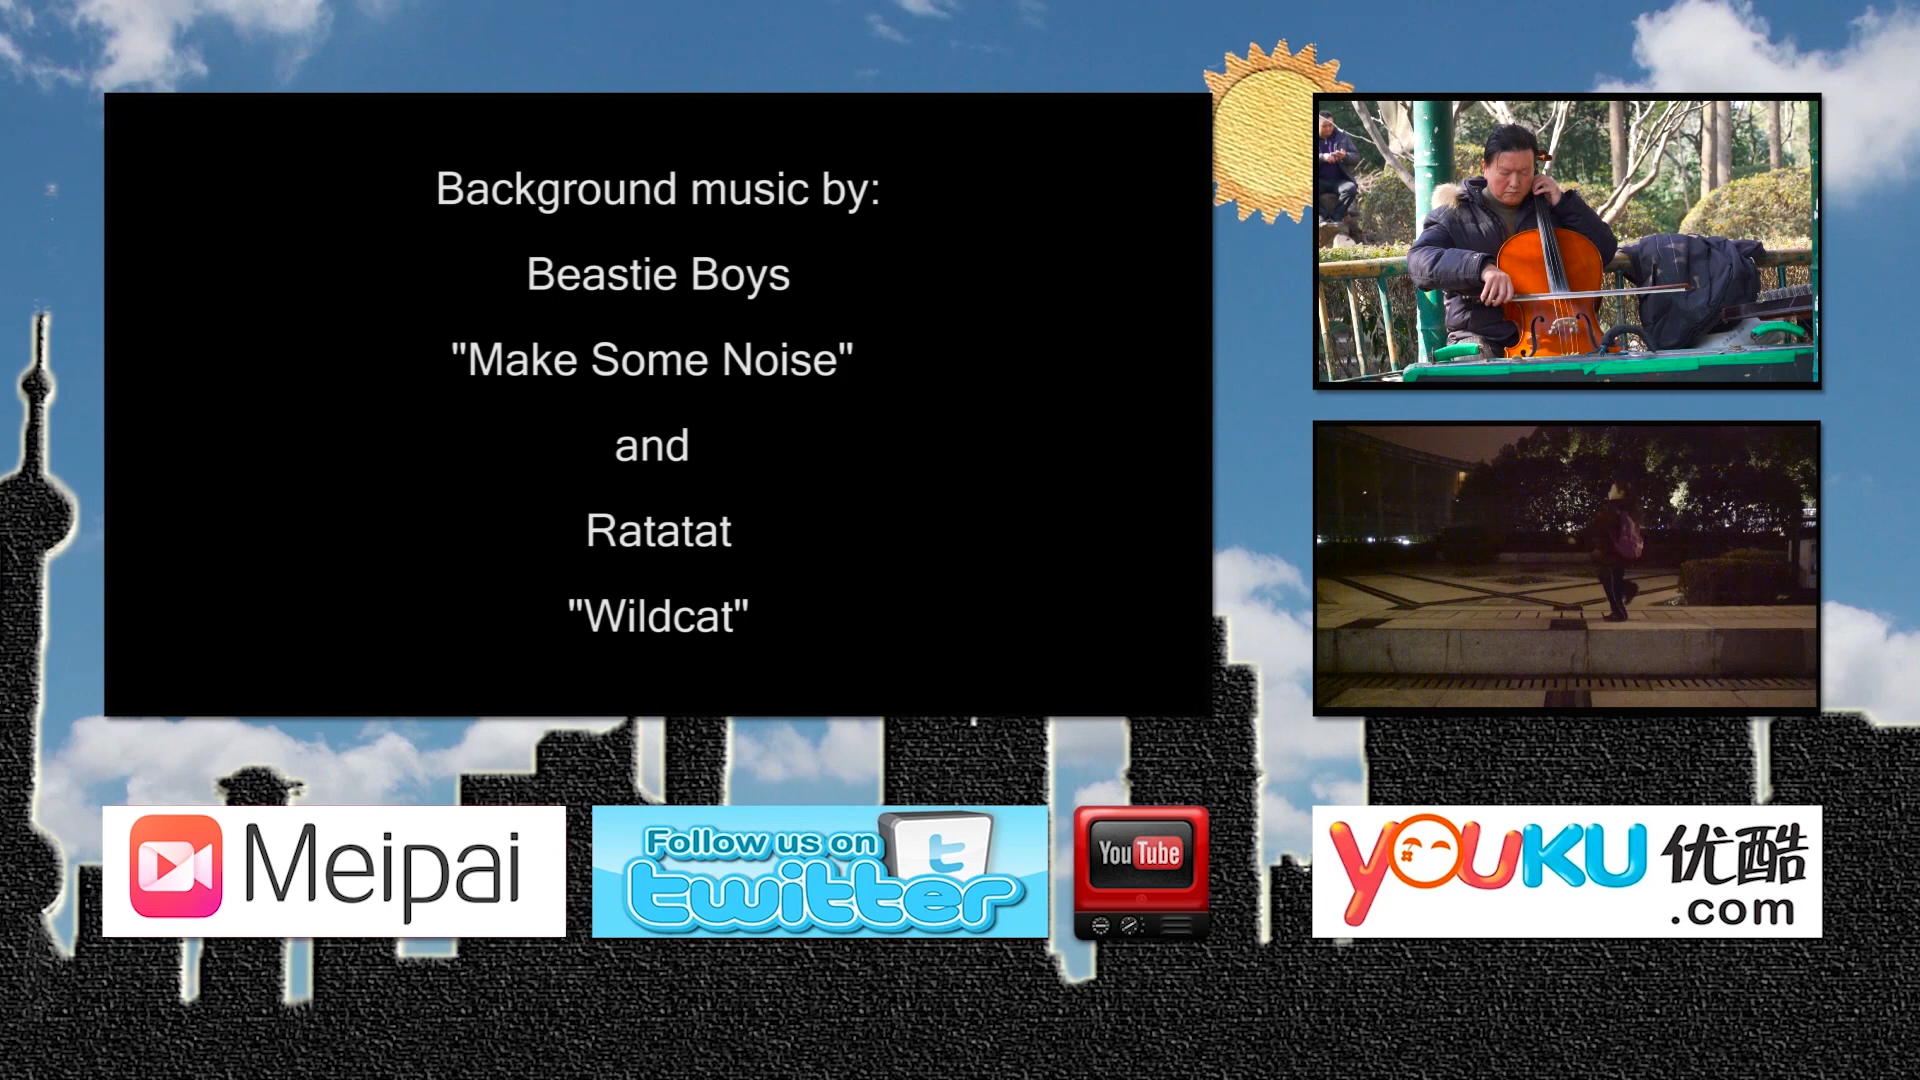 Background music by:
Beastie Boys
"Make Some Noise"
and
Ratatat
"Wildcat"
Meipai
Follow us on
twitter
t
You Tube
YOUKU 优酷
.com